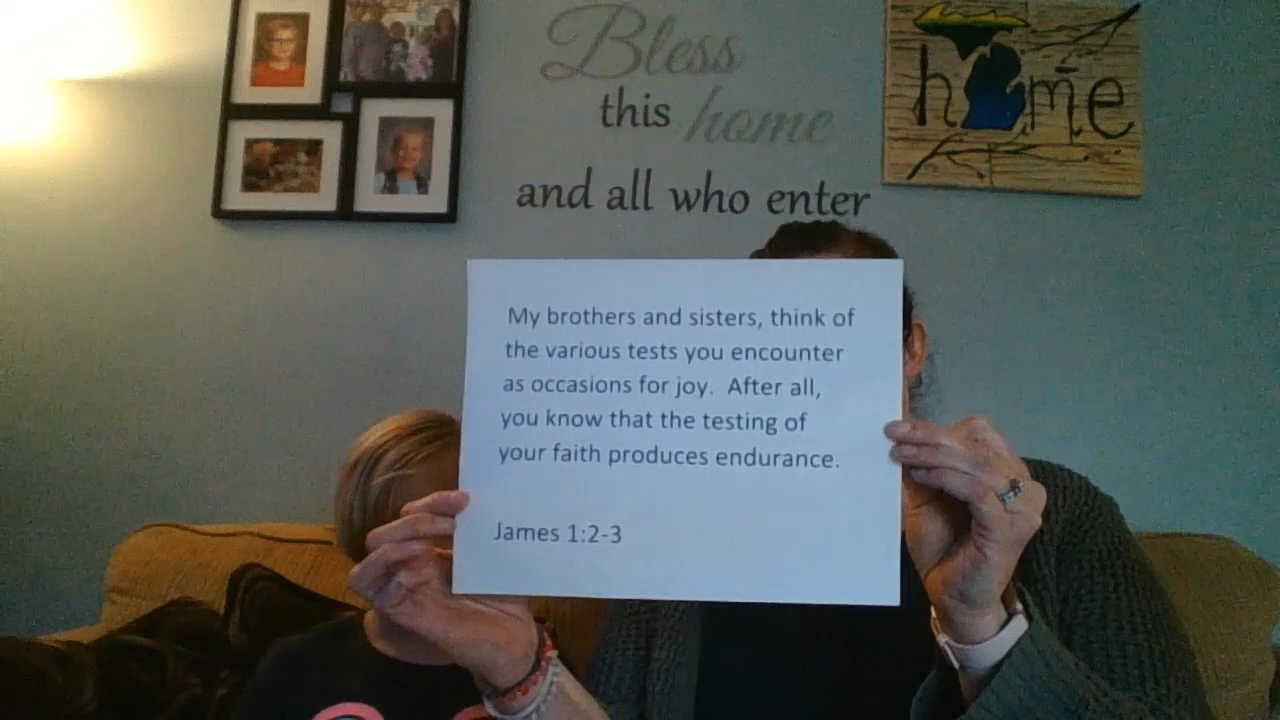 Bless
this home
and all who enter
home
My brothers and sisters, think of
the various tests you encounter
as occasions for joy.  After all,
you know that the testing of
your faith produces endurance.
James 1:2-3